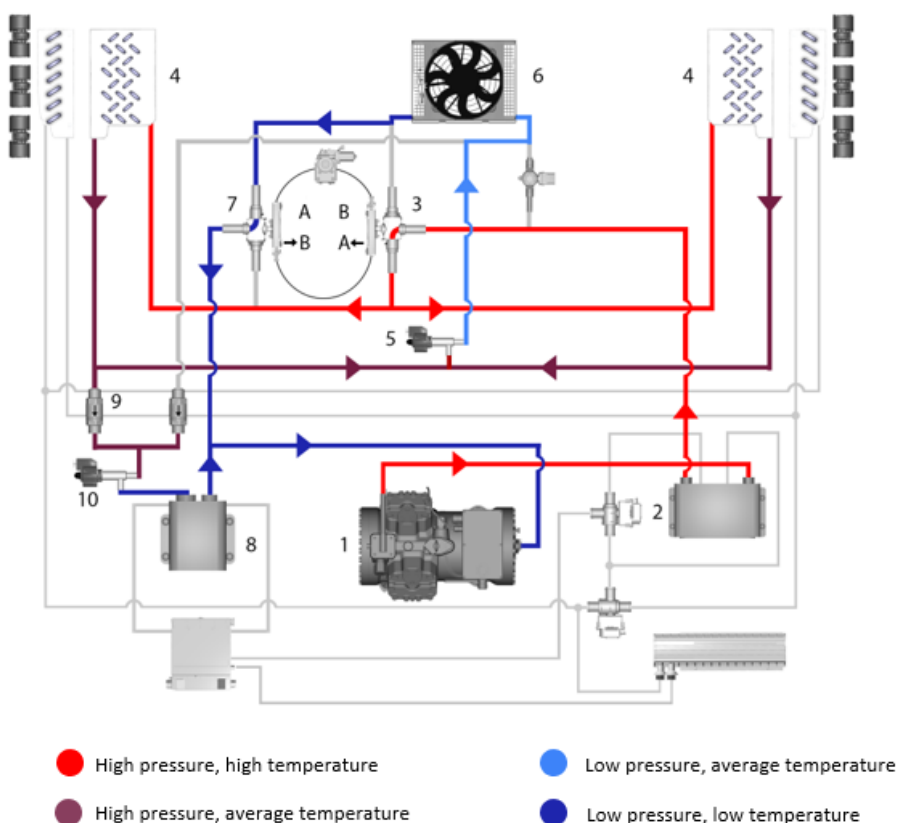 4
6
4
7
A B
3
→B A←
5
9
10
8
1
2
High pressure, high temperature
Low pressure, average temperature
High pressure, average temperature
Low pressure, low temperature